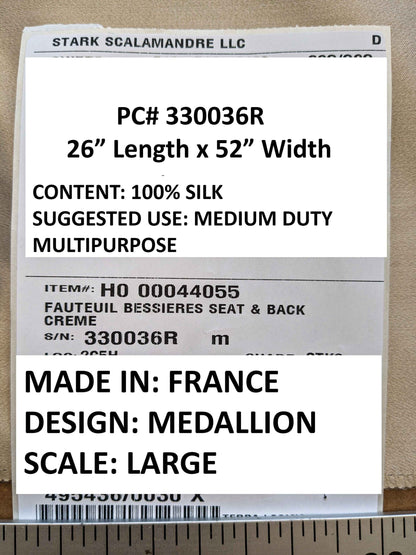 STARK SCALAMANDRE LLC D
PC# 330036R
26” Length x 52” Width
CONTENT: 100% SILK
SUGGESTED USE: MEDIUM DUTY
MULTIPURPOSE
ITEM#: H0 00044055
FAUTEUIL BESSIERES SEAT & BACK
CREME
S/N: 330036R m
MADE IN: FRANCE
DESIGN: MEDALLION
SCALE: LARGE